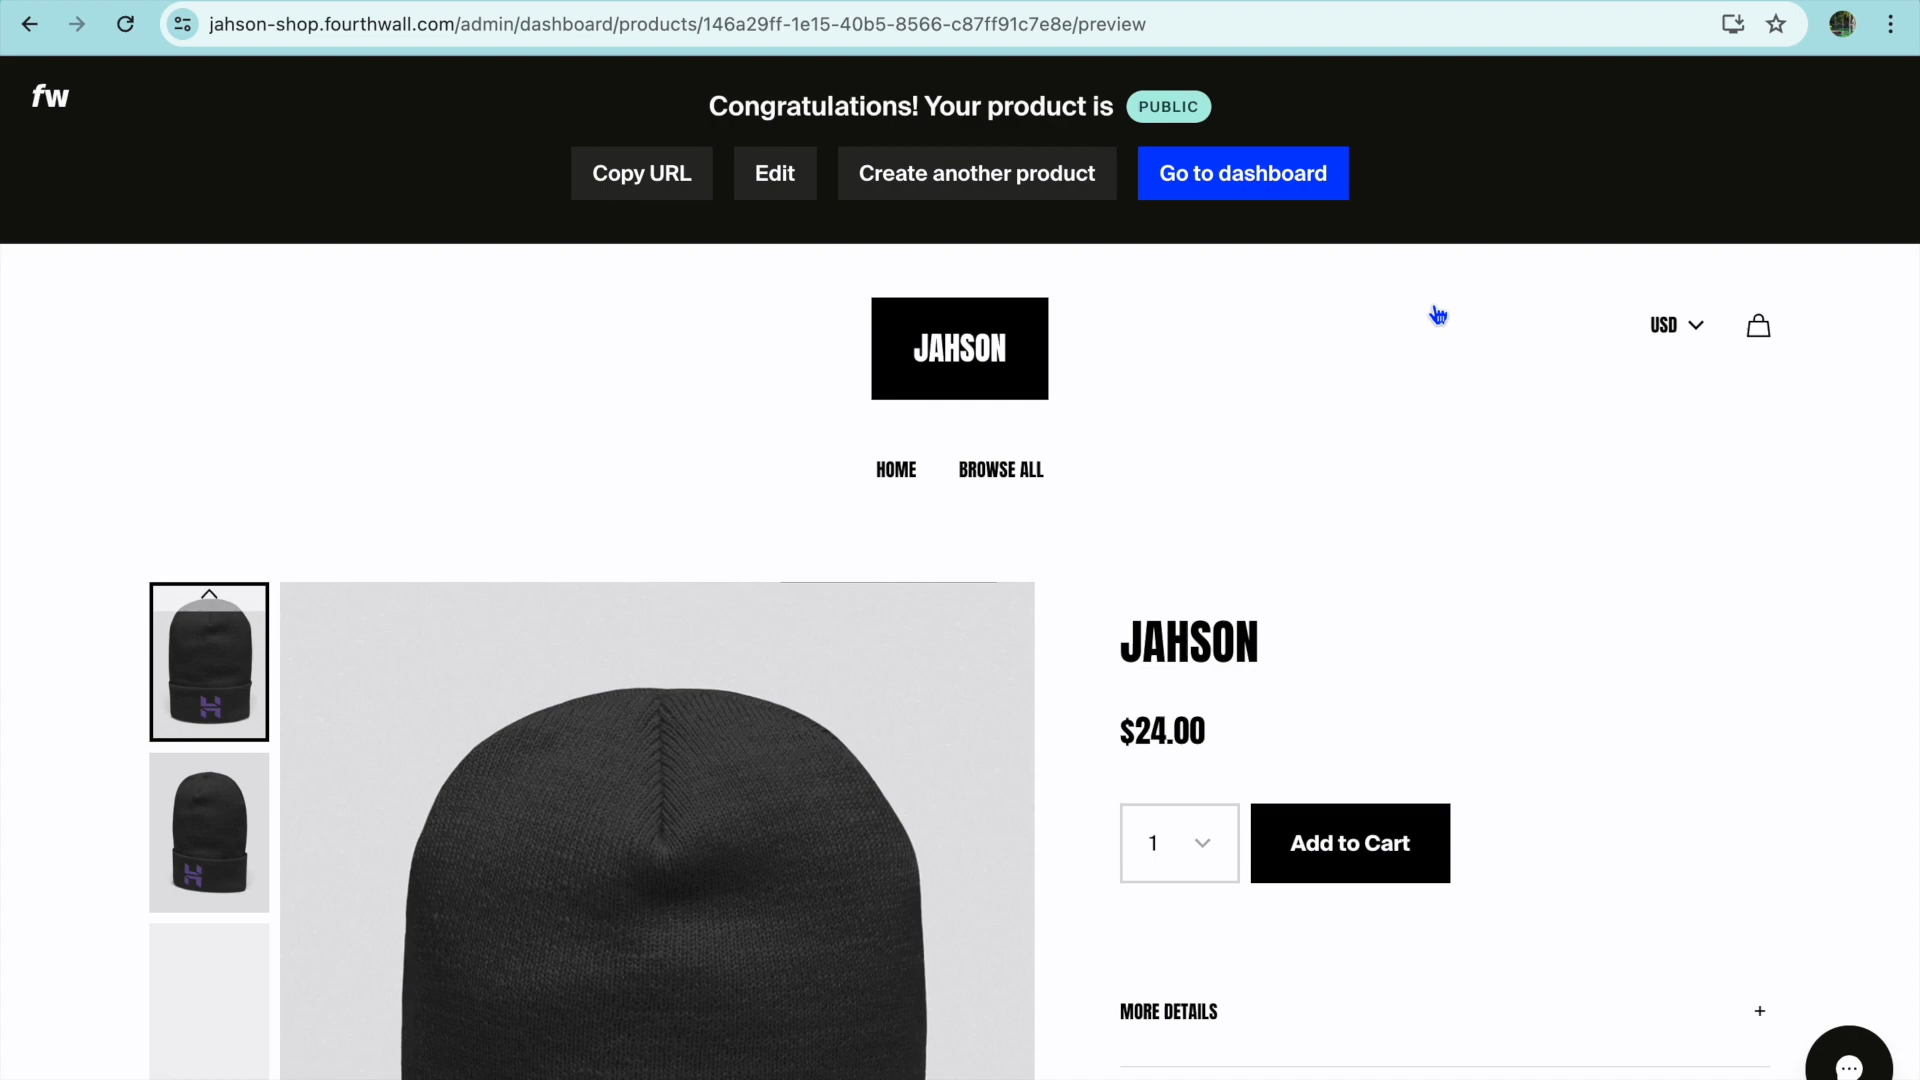 jahson-shop.fourthwall.com/admin/dashboard/products/146a29ff-1e15-40b5-8566-c87ff91c7e8e/preview
fw
Congratulations! Your product is PUBLIC
Copy URL Edit Create another product Go to dashboard
JAHSON
USD
HOME BROWSE ALL
JAHSON
$24.00
1 Add to Cart
MORE DETAILS +